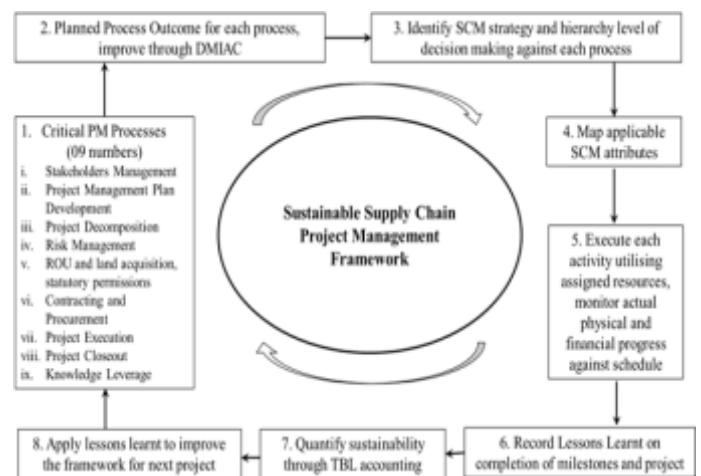 2. Planned Process Outcome for each process,
improve through DMIAC
3. Identify SCM strategy and hierarchy level of
decision making against each process
1. Critical PM Processes
(09 numbers)
i. Stakeholders Management
ii. Project Management Plan
Development
iii. Project Decomposition
iv. Risk Management
v. ROU and land acquisition,
statutory permissions
vi. Contracting and
Procurement
vii. Project Execution
viii. Project Closeout
ix. Knowledge Leverage
Sustainable Supply Chain
Project Management
Framework
4. Map applicable
SCM attributes
5. Execute each
activity utilising
assigned resources,
monitor actual
physical and
financial progress
against schedule
8. Apply lessons learnt to improve
the framework for next project
7. Quantify sustainability
through TBL accounting
6. Record Lessons Learnt on
completion of milestones and project